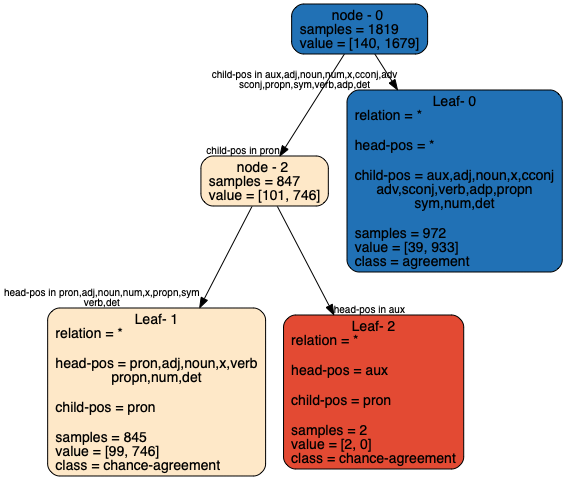 node - 0
samples = 1819
value = [140, 1679]
child-pos in aux,adj,noun,num,x,cconj,adv
sconj,propn,sym,verb,adp,det
Leaf- 0
relation = *
head-pos = *
child-pos = aux,adj,noun,x,cconj
adv,sconj,verb,adp,propn
sym,num,det
samples = 972
value = [39, 933]
class = agreement
child-pos in pron
node - 2
samples = 847
value = [101, 746]
head-pos in pron,adj,noun,num,x,propn,sym
verb,det
Leaf- 1
relation = *
head-pos = pron,adj,noun,x,verb
propn,num,det
child-pos = pron
samples = 845
value = [99, 746]
class = chance-agreement
head-pos in aux
Leaf- 2
relation = *
head-pos = aux
child-pos = pron
samples = 2
value = [2, 0]
class = chance-agreement